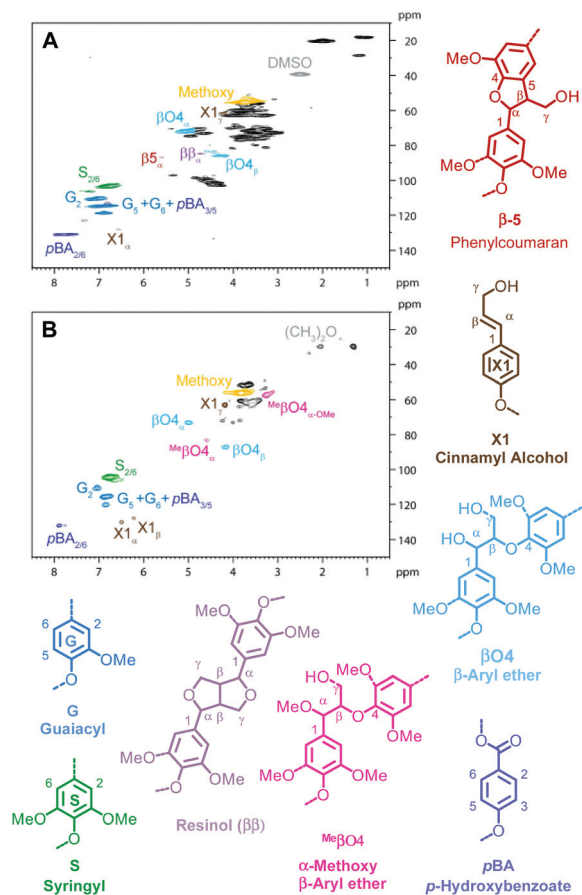 ppm
A
DMSO
20
Methoxy
40
X1γ
βO4α
60
ββα
β5α
βO4β
80
S2/6
100
G2
G5 +G6 + pBA3/5
120
pBA2/6
X1α
140
8 7 6 5 4 3 2 1 ppm
ppm
B
(CH3)2O
20
Methoxy
40
X1γ
MeβO4α-OMe
60
βO4α
MeβO4α
βO4β
80
S2/6
100
G2
G5 +G6 + pBA3/5
120
pBA2/6
X1α
X1β
140
8 7 6 5 4 3 2 1 ppm
MeO
4
5
O
β
OH
α
γ
1
MeO
OMe
O
β-5
Phenylcoumaran
γ
OH
β
α
1
X1
O
X1
Cinnamyl Alcohol
HO
OMe
γ
α
HO
β
O
4
1
OMe
MeO
OMe
O
βO4
β-Aryl ether
6
2
G
5
OMe
O
G
Guaiacyl
6
2
S
MeO
OMe
O
S
Syringyl
O
MeO
OMe
1
γ
β
α
O
O
α
β
γ
1
MeO
OMe
O
Resinol (ββ)
HO
OMe
γ
α
MeO
β
O
4
1
OMe
MeO
OMe
O
MeβO4
α-Methoxy
β-Aryl ether
O
O
6
2
5
3
O
pBA
p-Hydroxybenzoate